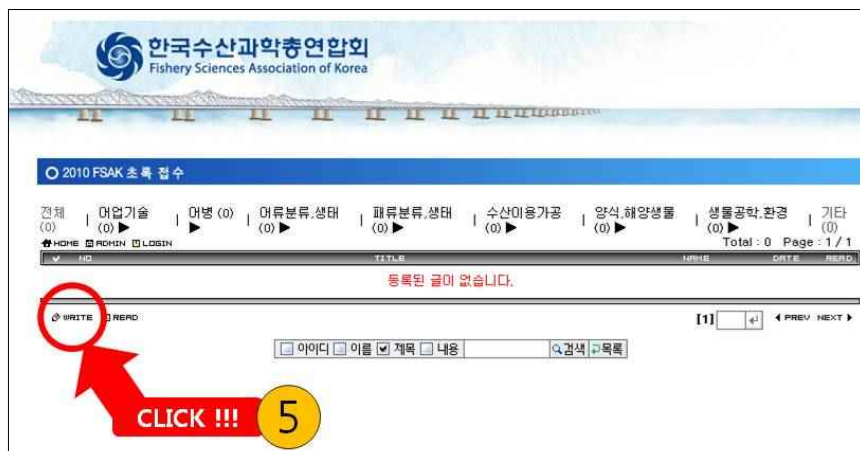 한국수산과학총연합회
Fishery Sciences Association of Korea
2010 FSAK 초록 접수
전체 (0) | 어업기술 (0) ▶ | 어병 (0) ▶ | 어류분류,생태 (0) ▶ | 패류분류,생태 (0) ▶ | 수산이용가공 (0) ▶ | 양식,해양생물 (0) ▶ | 생물공학,환경 (0) ▶ | 기타 (0)
HOME ADMIN LOGIN Total : 0 Page : 1 / 1
NO TITLE NAME DATE READ
등록된 글이 없습니다.
WRITE READ [1] PREV NEXT
아이디 이름 제목 내용 검색 목록
CLICK !!! 5